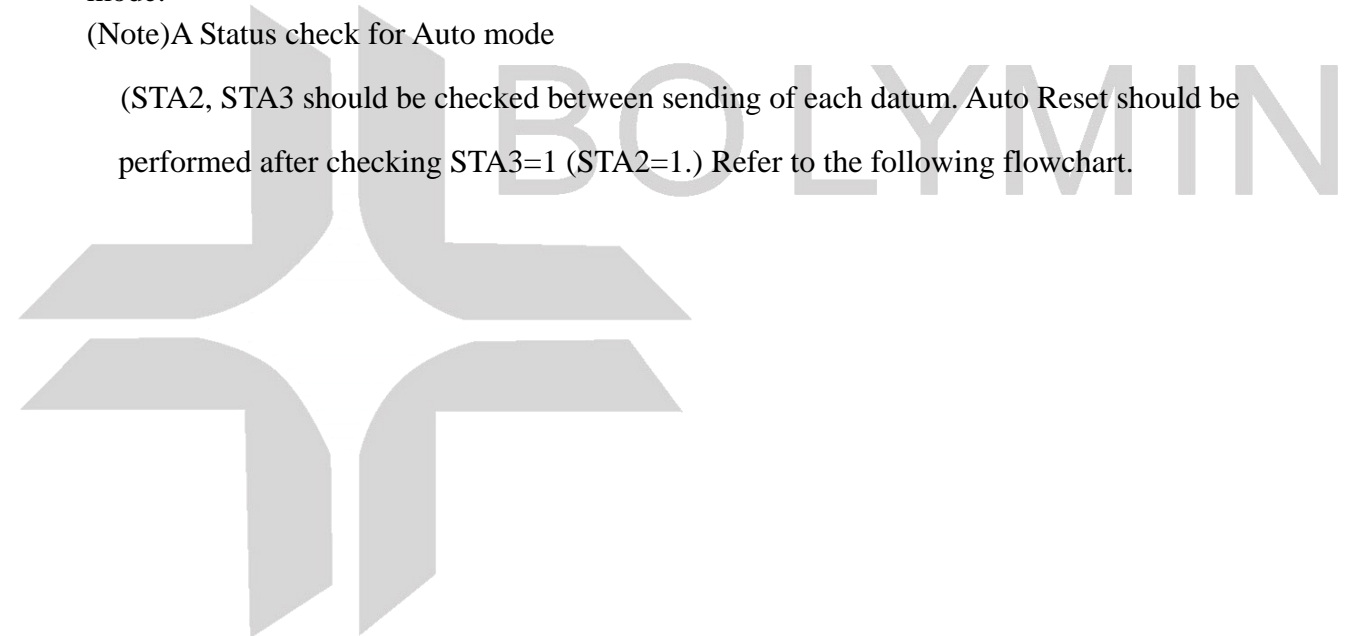 (Note)A Status check for Auto mode
(STA2, STA3 should be checked between sending of each datum. Auto Reset should be
performed after checking STA3=1 (STA2=1.) Refer to the following flowchart.
BOLYMIN